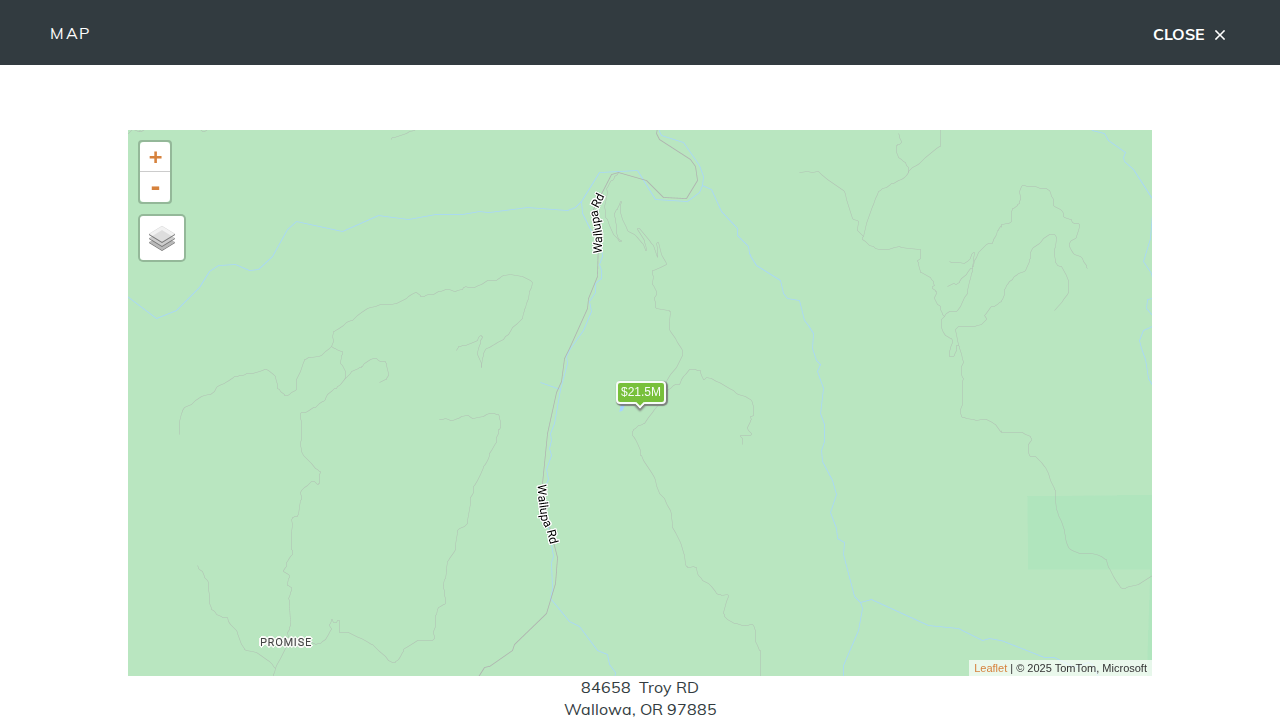 MAP
CLOSE ×
+
-
Wallupa Rd
$21.5M
Wallupa Rd
PROMISE
Leaflet | © 2025 TomTom, Microsoft
84658 Troy RD
Wallowa, OR 97885